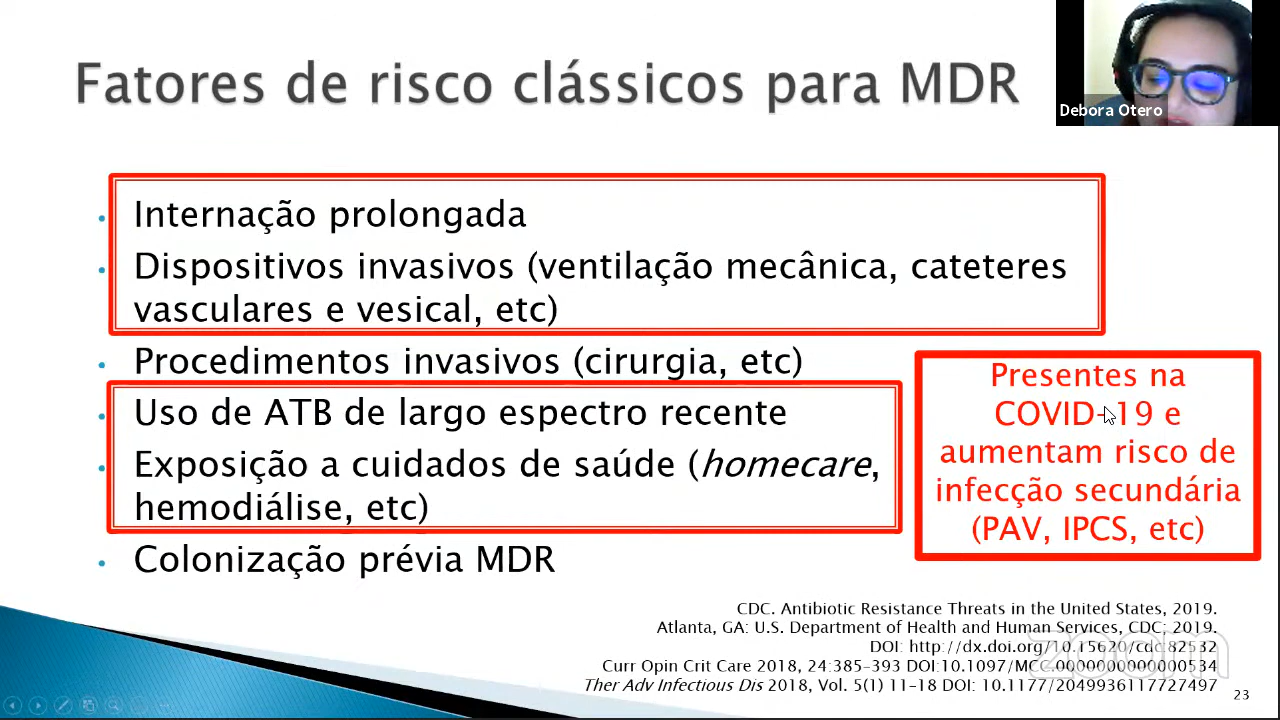 Fatores de risco clássicos para MDR
Debora Otero
• Internação prolongada
• Dispositivos invasivos (ventilação mecânica, cateteres
vasculares e vesical, etc)
• Procedimentos invasivos (cirurgia, etc)
• Uso de ATB de largo espectro recente
• Exposição a cuidados de saúde (homecare,
hemodiálise, etc)
• Colonização prévia MDR
Presentes na
COVID-19 e
aumentam risco de
infecção secundária
(PAV, IPCS, etc)
CDC. Antibiotic Resistance Threats in the United States, 2019.
Atlanta, GA: U.S. Department of Health and Human Services, CDC; 2019.
DOI: http://dx.doi.org/10.15620/cdc:82532
Curr Opin Crit Care 2018, 24:385–393 DOI:10.1097/MCC.0000000000000534
Ther Adv Infectious Dis 2018, Vol. 5(1) 11–18 DOI: 10.1177/2049936117727497
zoom
23